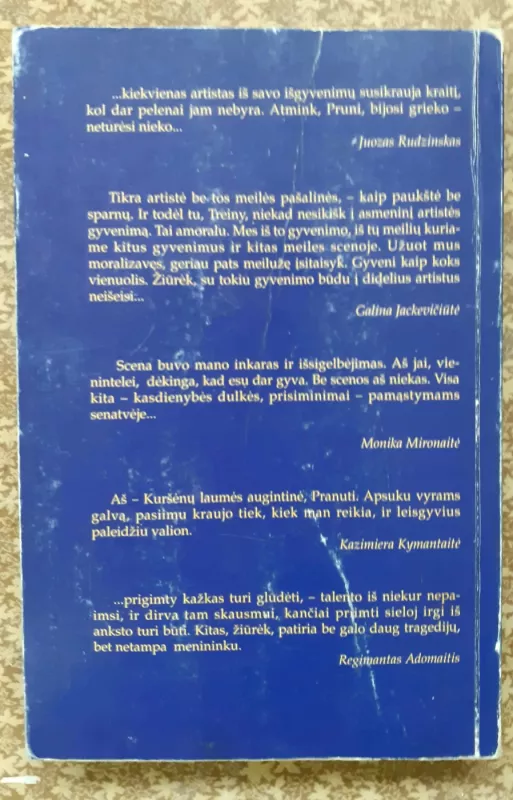 ...kiekvienas artistas iš savo išgyvenimų susikrauja kraitį,
kol dar pelenai jam nebyra. Atmink, Pruni, bijosi grieko –
neturėsi nieko...
Juozas Rudzinskas
Tikra artistė be tos meilės pašalinės, – kaip paukštė be
sparnų. Ir todėl tu, Treiny, niekad nesikišk į asmeninį artistės
gyvenimą. Tai amoralu. Mes iš to gyvenimo, iš tų meilių kuria-
me kitus gyvenimus ir kitas meiles scenoje. Užuot mus
moralizavęs, geriau pats meilužę įsitaisyk. Gyveni kaip koks
vienuolis. Žiūrėk, su tokiu gyvenimo būdu į didelius artistus
neišeisi...
Galina Jackevičiūtė
Scena buvo mano inkaras ir išsigelbėjimas. Aš jai, vie-
nintelei, dėkinga, kad esu dar gyva. Be scenos aš niekas. Visa
kita – kasdienybės dulkės, prisiminimai – pamąstymams
senatvėje...
Monika Mironaitė
Aš – Kuršėnų laumės augintinė, Pranuti. Apsuku vyrams
galvą, pasiimu kraujo tiek, kiek man reikia, ir leisgyvius
paleidžiu valion.
Kazimiera Kymantaitė
...prigimty kažkas turi glūdėti, – talento iš niekur nepa-
imsi, ir dirva tam skausmui, kančiai priimti sieloj irgi iš
anksto turi būti. Kitas, žiūrėk, patiria be galo daug tragedijų,
bet netampa menininku.
Regimantas Adomaitis